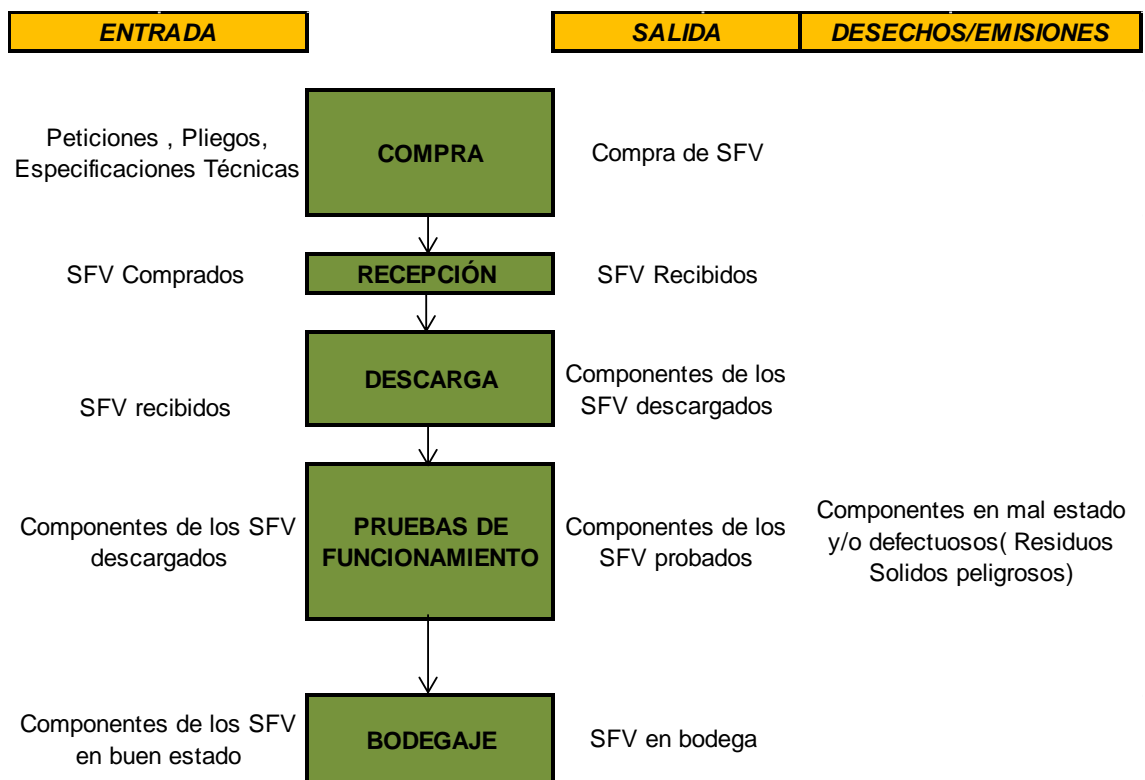 ENTRADA
SALIDA
DESECHOS/EMISIONES
Peticiones , Pliegos,
Especificaciones Técnicas
COMPRA
Compra de SFV
SFV Comprados
RECEPCIÓN
SFV Recibidos
SFV recibidos
DESCARGA
Componentes de los
SFV descargados
Componentes de los SFV
descargados
PRUEBAS DE
FUNCIONAMIENTO
Componentes de los
SFV probados
Componentes en mal estado
y/o defectuosos( Residuos
Solidos peligrosos)
Componentes de los SFV
en buen estado
BODEGAJE
SFV en bodega